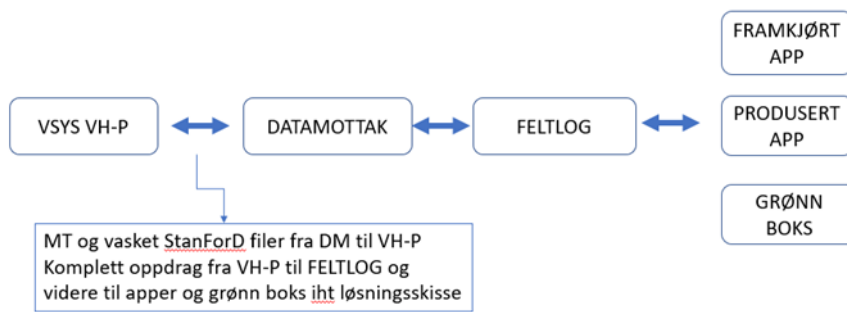 FRAMKJØRT
APP
VSYS VH-P
DATAMOTTAK
FELTLOG
PRODUSERT
APP
GRØNN
BOKS
MT og vasket StanForD filer fra DM til VH-P
Komplett oppdrag fra VH-P til FELTLOG og
videre til apper og grønn boks iht løsningsskisse